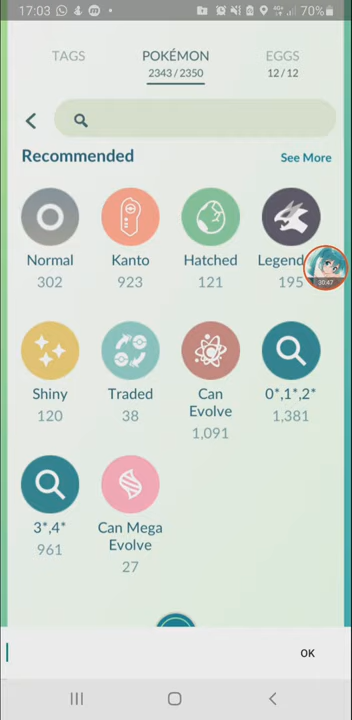 17:03
70%
TAGS
POKÉMON
EGGS
2343/2350
12/12
Recommended
See More
Normal
Kanto
Hatched
Legend
302
923
121
195
30:47
Shiny
Traded
Can
Evolve
0*,1*,2*
120
38
1,091
1,381
3*,4*
Can Mega
Evolve
961
27
OK